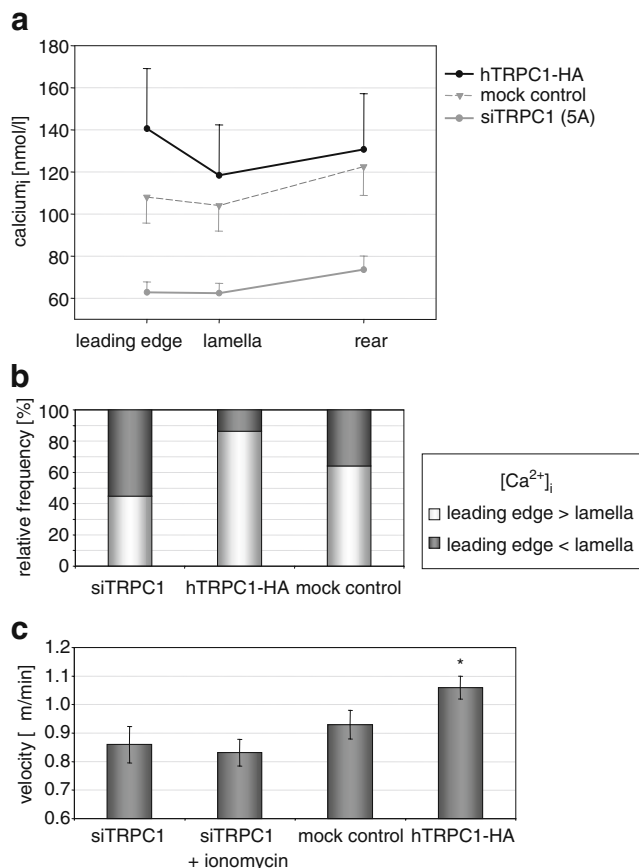 a
calciumi [nmol/l]
180
160
140
120
100
80
60
leading edge
lamella
rear
hTRPC1-HA
mock control
siTRPC1 (5A)
b
relative frequency [%]
100
80
60
40
20
0
siTRPC1
hTRPC1-HA
mock control
[Ca2+]i
leading edge > lamella
leading edge < lamella
c
velocity [ m/min]
1.2
1.1
1.0
0.9
0.8
0.7
0.6
*
siTRPC1
siTRPC1
+ ionomycin
mock control
hTRPC1-HA